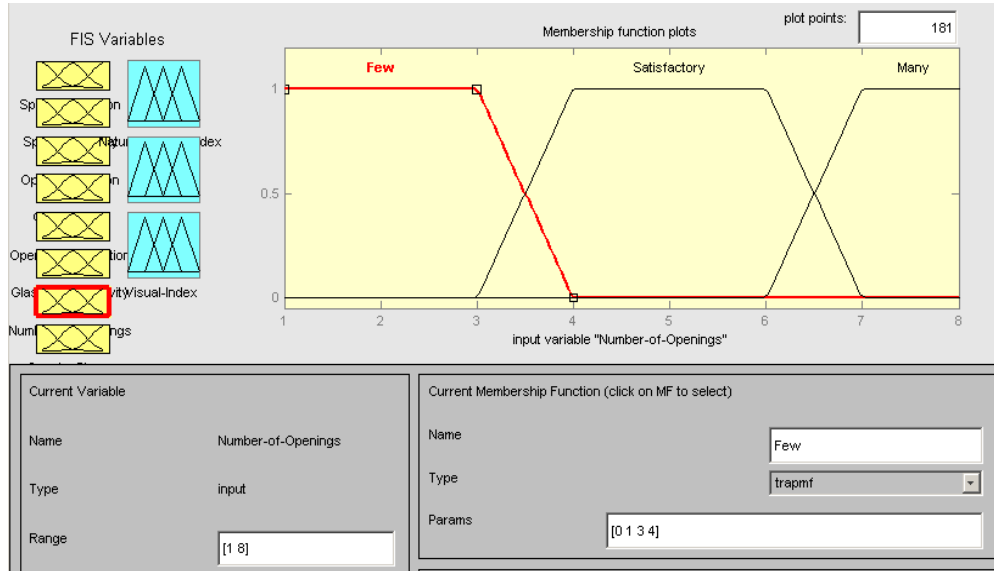 FIS Variables
Membership function plots
plot points:
181
Few
Satisfactory
Many
1
0.5
0
1
2
3
4
5
6
7
8
input variable "Number-of-Openings"
Visual-Index
Current Variable
Name
Number-of-Openings
Type
input
Range
[1 8]
Current Membership Function (click on MF to select)
Name
Few
Type
trapmf
Params
[0 1 3 4]